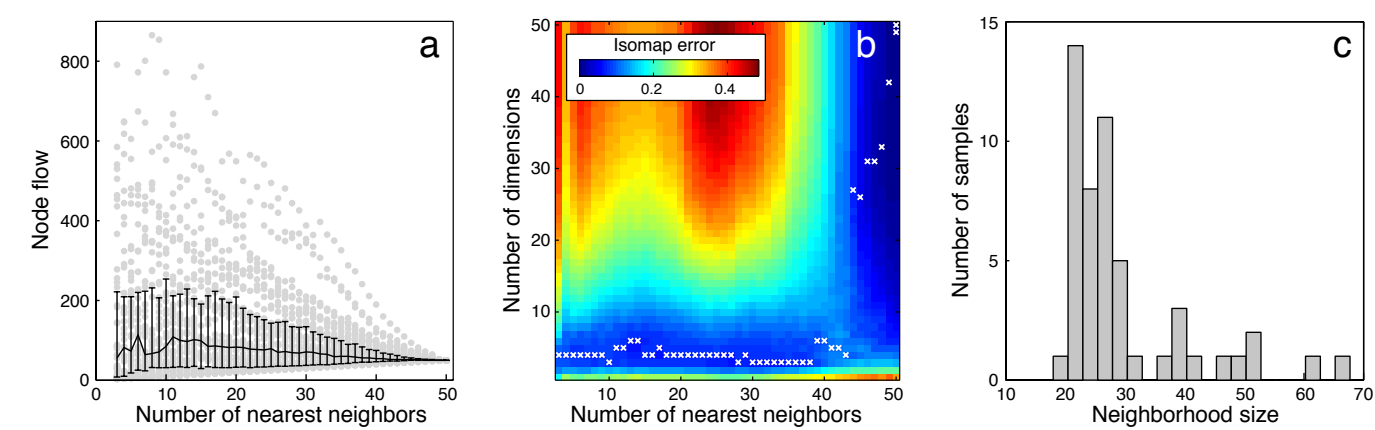 a
800
600
400
200
0
Node flow
0 10 20 30 40 50
Number of nearest neighbors
b
Isomap error
0 0.2 0.4
50
40
30
20
10
Number of dimensions
10 20 30 40 50
Number of nearest neighbors
c
15
10
5
0
Number of samples
10 20 30 40 50 60 70
Neighborhood size